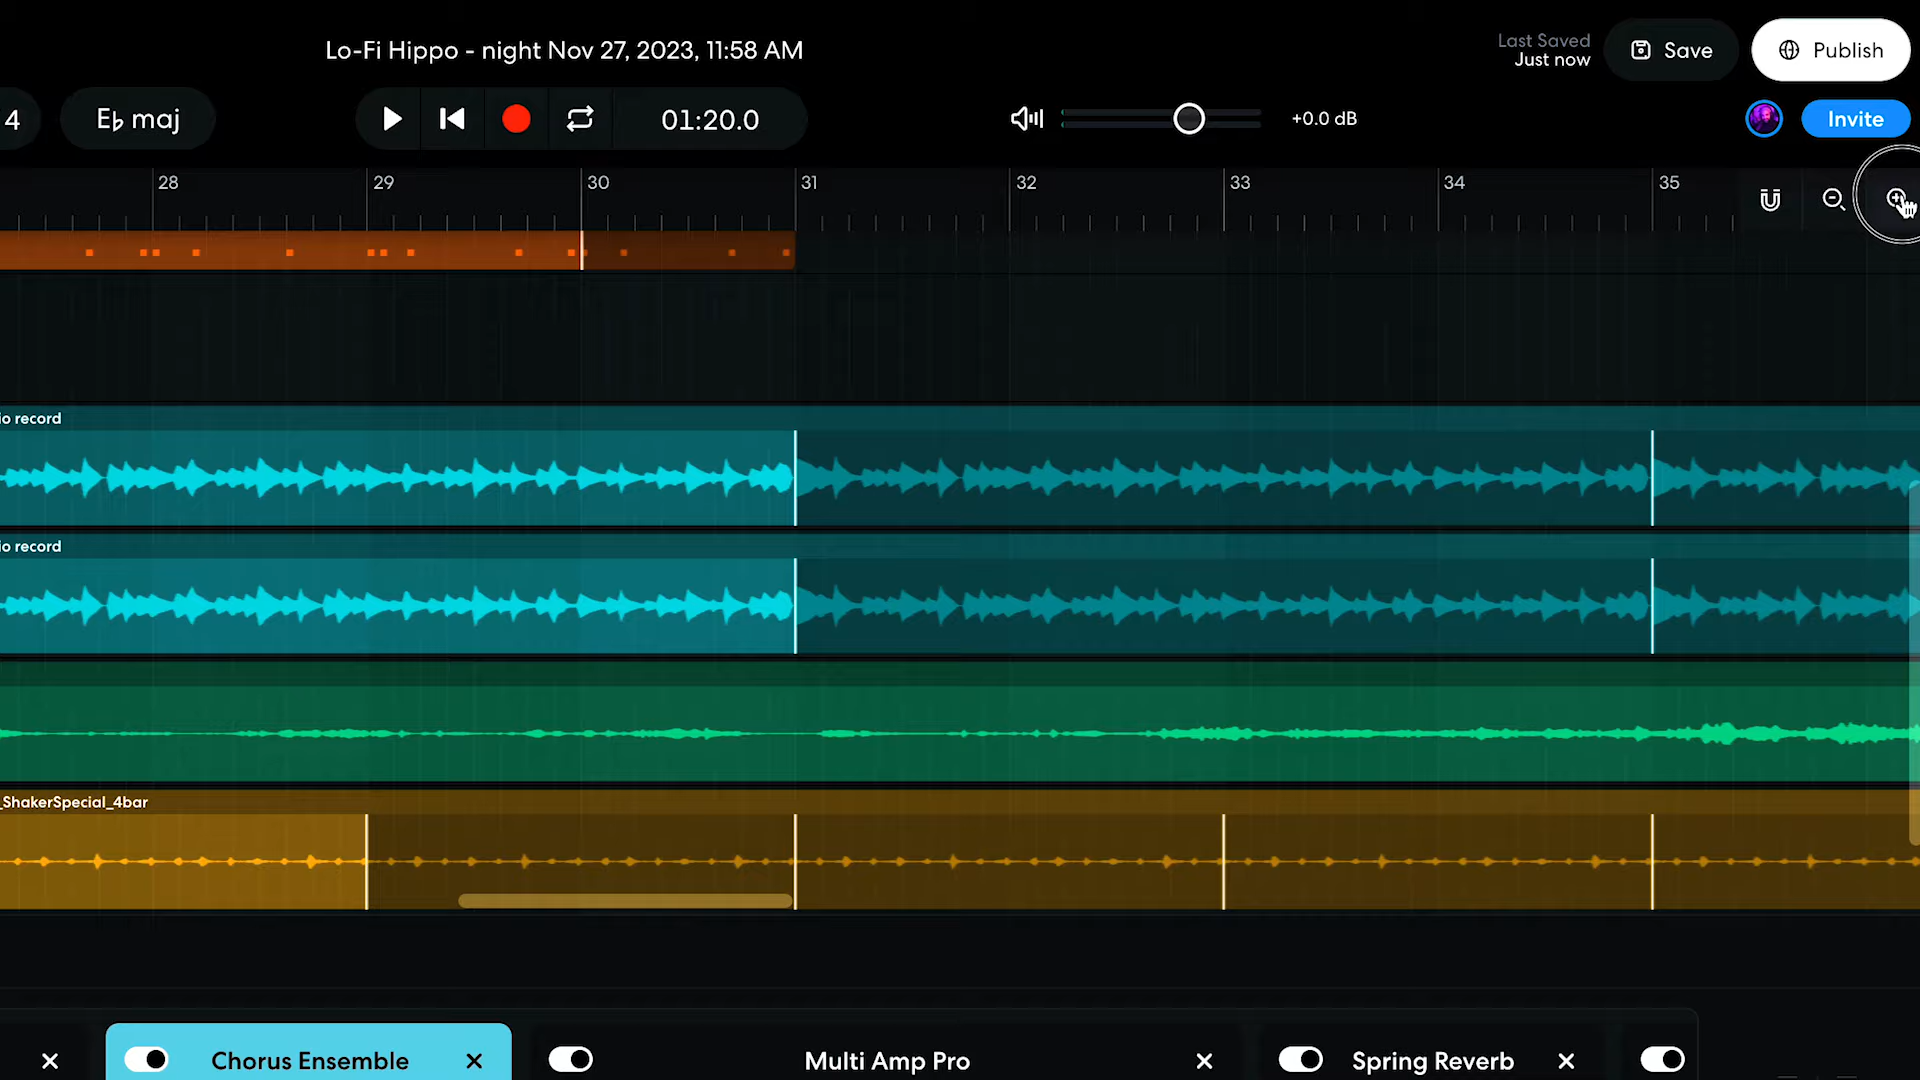 Lo-Fi Hippo - night Nov 27, 2023, 11:58 AM
Last Saved
Just now
Save
Publish
4
E♭ maj
01:20.0
+0.0 dB
Invite
28 29 30 31 32 33 34 35
io record
io record
_ShakerSpecial_4bar
Chorus Ensemble
Multi Amp Pro
Spring Reverb